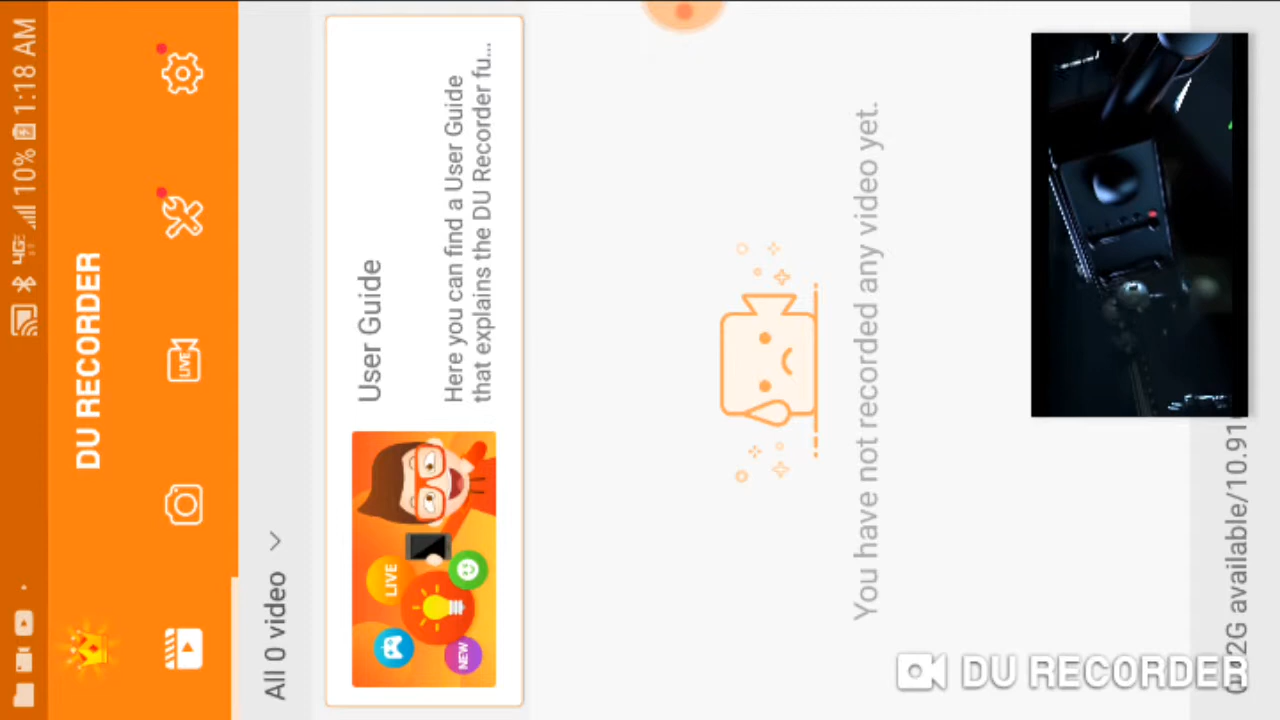 1:18 AM
10%
4GE
DU RECORDER
LIVE
All 0 video
User Guide
Here you can find a User Guide
that explains the DU Recorder fu...
LIVE
NEW
You have not recorded any video yet.
2G available/10.91
DU RECORDER